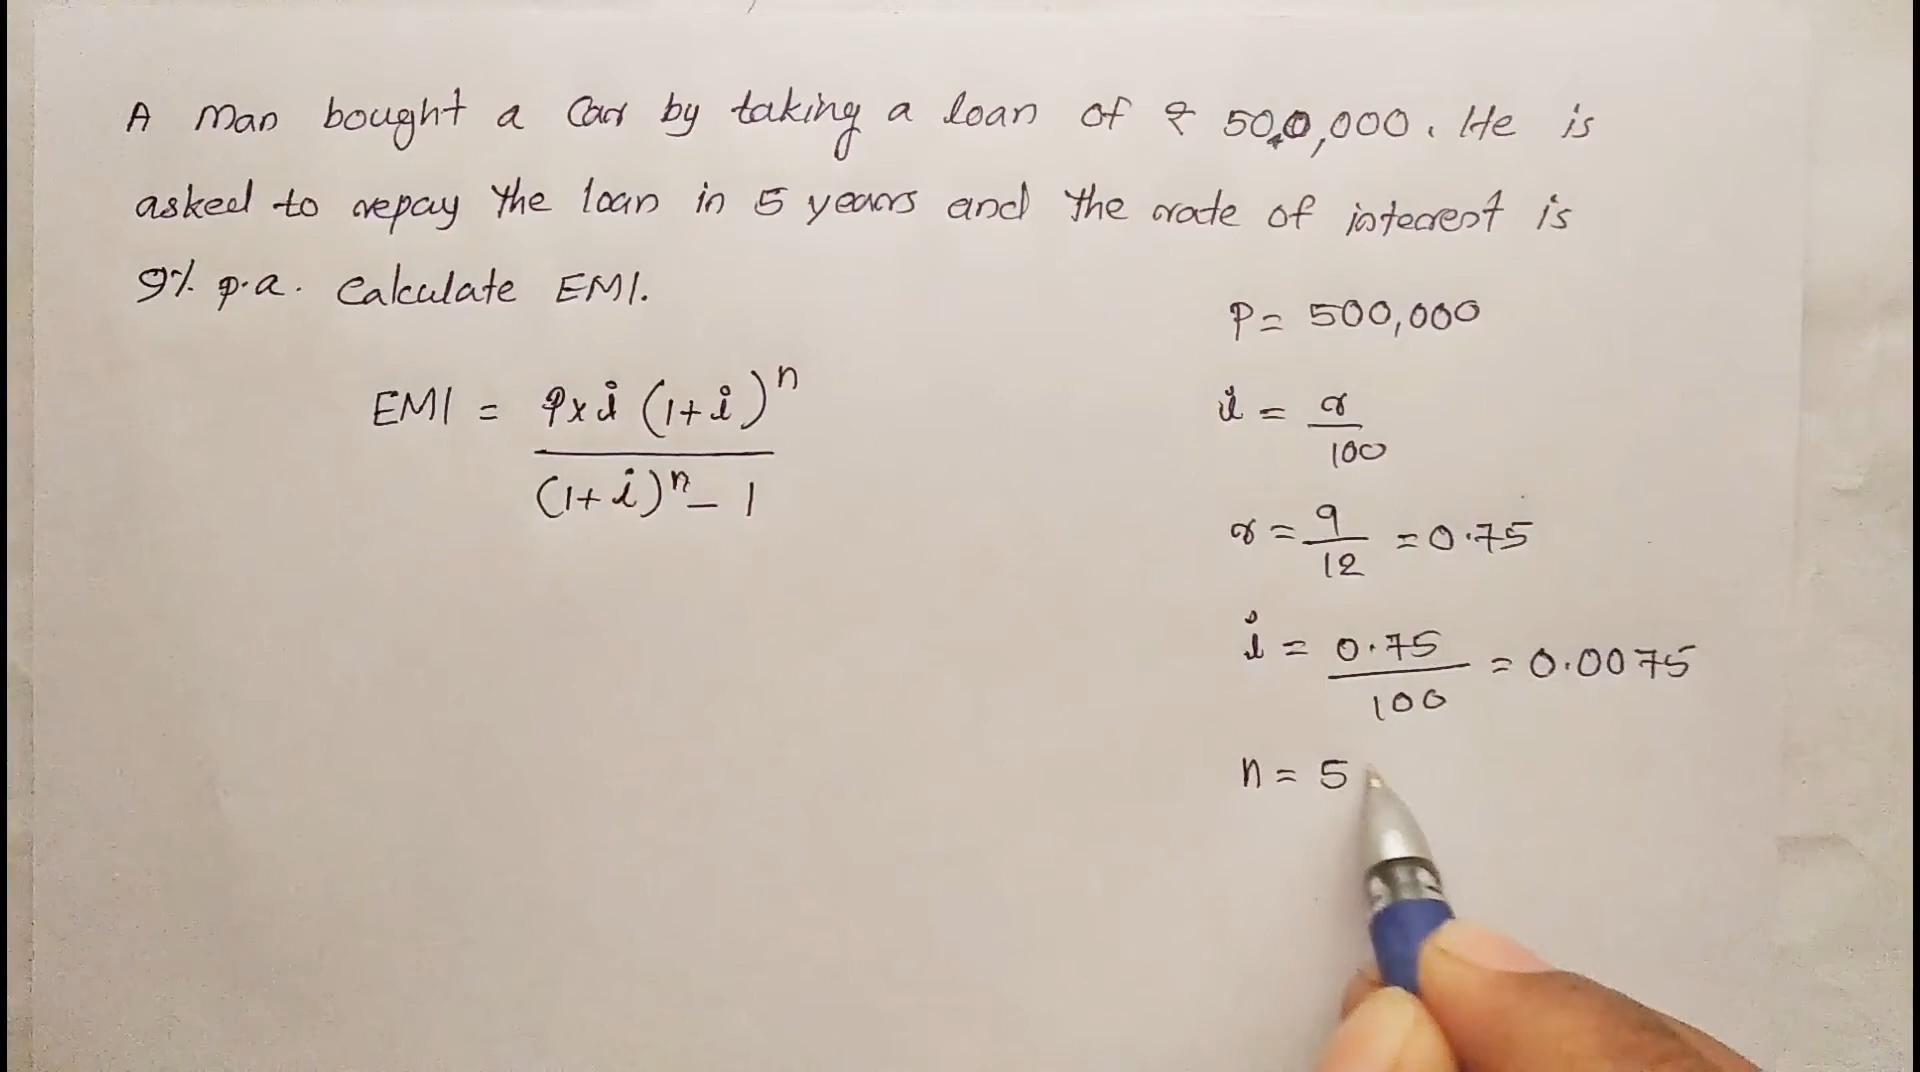 A man bought a car by taking a loan of ₹ 500,000. He is
asked to repay the loan in 5 years and the rate of interest is
9% p.a. Calculate EMI.
P = 500,000
EMI = P x i (1+i)^n / (1+i)^n - 1
i = r / 100
r = 9 / 12 = 0.75
i = 0.75 / 100 = 0.0075
n = 5